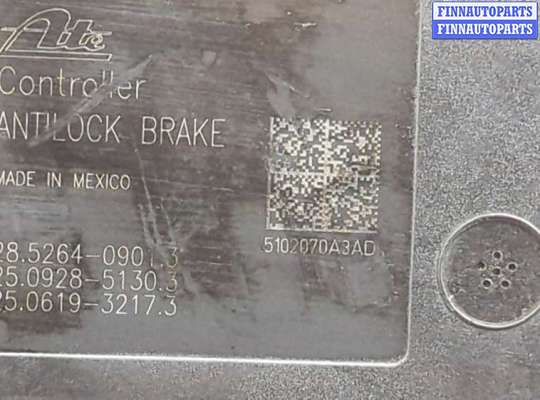 FINNAUTOPARTS
FINNAUTOPARTS
Ate
Controller
ANTILOCK BRAKE
MADE IN MEXICO
5102070A3AD
28.5264-0901.3
25.0928-5130.3
25.0619-3217.3